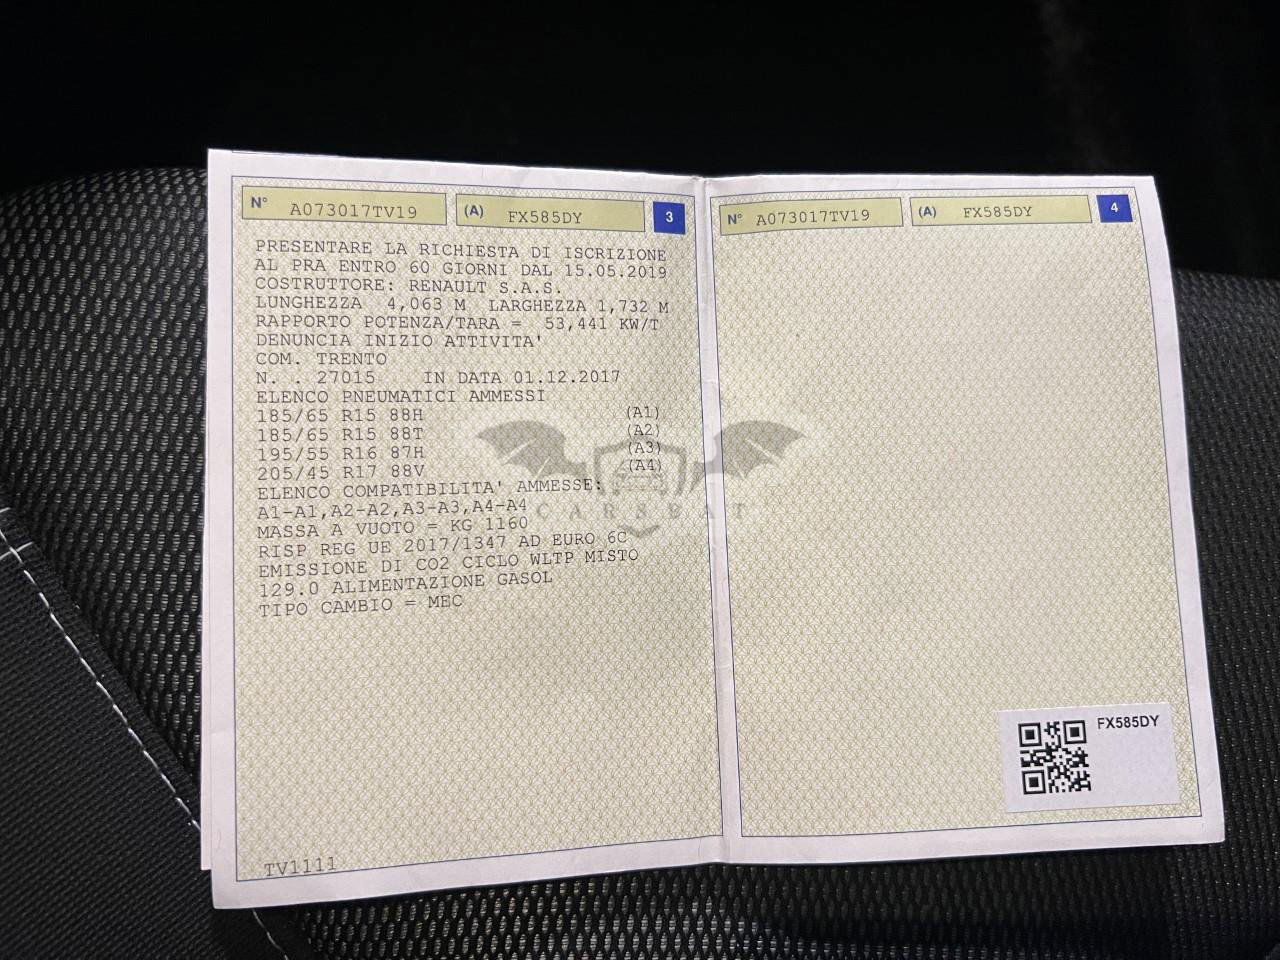 N° A073017TV19 (A) FX585DY 3
PRESENTARE LA RICHIESTA DI ISCRIZIONE
AL PRA ENTRO 60 GIORNI DAL 15.05.2019
COSTRUTTORE: RENAULT S.A.S.
LUNGHEZZA 4,063 M LARGHEZZA 1,732 M
RAPPORTO POTENZA/TARA = 53,441 KW/T
DENUNCIA INIZIO ATTIVITA'
COM. TRENTO
N. . 27015 IN DATA 01.12.2017
ELENCO PNEUMATICI AMMESSI
185/65 R15 88H (A1)
185/65 R15 88T (A2)
195/55 R16 87H (A3)
205/45 R17 88V (A4)
ELENCO COMPATIBILITA' AMMESSE:
A1-A1,A2-A2,A3-A3,A4-A4
MASSA A VUOTO = KG 1160
RISP REG UE 2017/1347 AD EURO 6C
EMISSIONE DI CO2 CICLO WLTP MISTO
129.0 ALIMENTAZIONE GASOL
TIPO CAMBIO = MEC
TV1111
N° A073017TV19 (A) FX585DY 4
FX585DY
CARSEAT